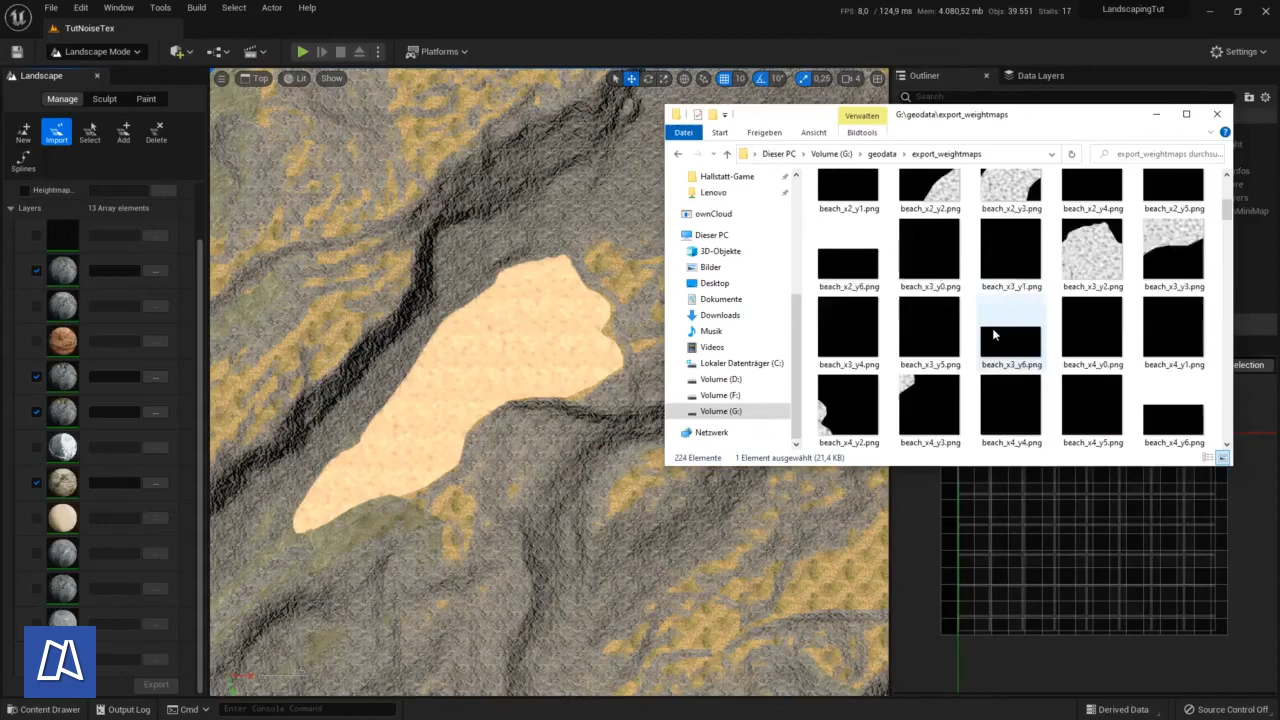 File Edit Window Tools Build Select Actor Help
FPS: 8,0 / 124,9 ms Mem: 4.080,52 mb Objs: 39.551 Stalls: 17
LandscapingTut
TutNoiseTex
Landscape Mode
Platforms
Settings
Landscape
Top
Lit
Show
10
10°
0,25
4
Outliner
Data Layers
Manage Sculpt Paint
Search
New Import Select Add Delete
Splines
Heightmap...
Layers 13 Array elements
...
...
...
...
...
...
...
...
...
...
Export
Verwalten
G:\geodata\export_weightmaps
Datei Start Freigeben Ansicht Bildtools
Dieser PC > Volume (G:) > geodata > export_weightmaps
export_weightmaps durchsu...
Hallstatt-Game
Lenovo
ownCloud
Dieser PC
3D-Objekte
Bilder
Desktop
Dokumente
Downloads
Musik
Videos
Lokaler Datenträger (C:)
Volume (D:)
Volume (F:)
Volume (G:)
Netzwerk
beach_x2_y1.png beach_x2_y2.png beach_x2_y3.png beach_x2_y4.png beach_x2_y5.png
beach_x2_y6.png beach_x3_y0.png beach_x3_y1.png beach_x3_y2.png beach_x3_y3.png
beach_x3_y4.png beach_x3_y5.png beach_x3_y6.png beach_x4_y0.png beach_x4_y1.png
beach_x4_y2.png beach_x4_y3.png beach_x4_y4.png beach_x4_y5.png beach_x4_y6.png
224 Elemente 1 Element ausgewählt (21,4 KB)
MiniMap
election
Content Drawer
Output Log
Cmd
Enter Console Command
Derived Data
Source Control Off